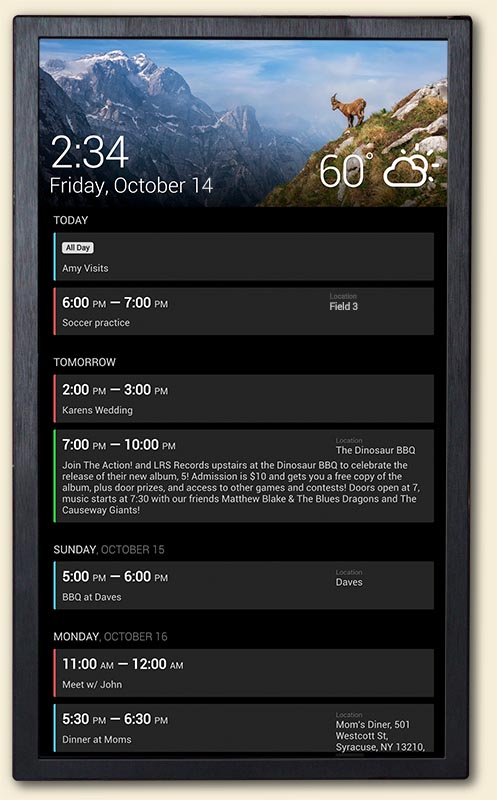 2:34
Friday, October 14
60°
TODAY
All Day
Amy Visits
6:00 PM — 7:00 PM
Location
Field 3
Soccer practice
TOMORROW
2:00 PM — 3:00 PM
Karens Wedding
7:00 PM — 10:00 PM
Location
The Dinosaur BBQ
Join The Action! and LRS Records upstairs at the Dinosaur BBQ to celebrate the
release of their new album, 5! Admission is $10 and gets you a free copy of the
album, plus door prizes, and access to other games and contests! Doors open at 7,
music starts at 7:30 with our friends Matthew Blake & The Blues Dragons and The
Causeway Giants!
SUNDAY, OCTOBER 15
5:00 PM — 6:00 PM
Location
Daves
BBQ at Daves
MONDAY, OCTOBER 16
11:00 AM — 12:00 AM
Meet w/ John
5:30 PM — 6:30 PM
Location
Mom's Diner, 501
Westcott St,
Syracuse, NY 13210,
Dinner at Moms